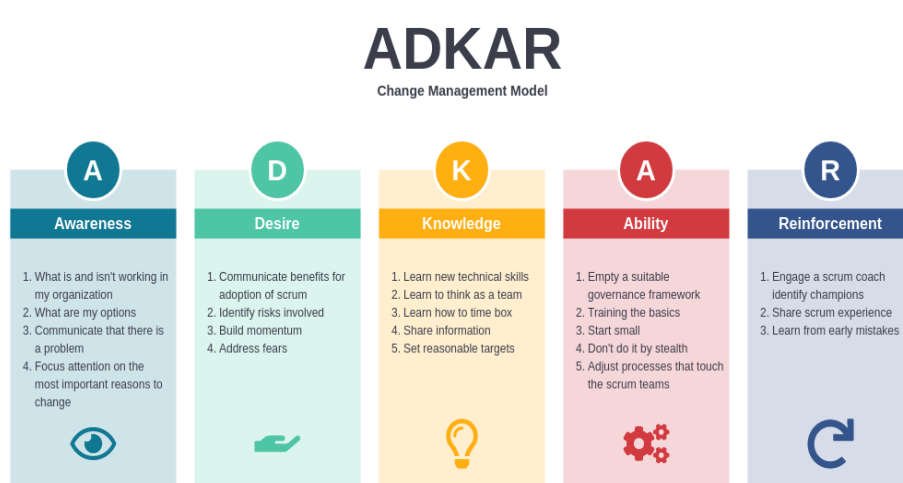 ADKAR
Change Management Model
A
Awareness
1. What is and isn't working in
my organization
2. What are my options
3. Communicate that there is
a problem
4. Focus attention on the
most important reasons to
change
D
Desire
1. Communicate benefits for
adoption of scrum
2. Identify risks involved
3. Build momentum
4. Address fears
K
Knowledge
1. Learn new technical skills
2. Learn to think as a team
3. Learn how to time box
4. Share information
5. Set reasonable targets
A
Ability
1. Empty a suitable
governance framework
2. Training the basics
3. Start small
4. Don't do it by stealth
5. Adjust processes that touch
the scrum teams
R
Reinforcement
1. Engage a scrum coach
identify champions
2. Share scrum experience
3. Learn from early mistakes